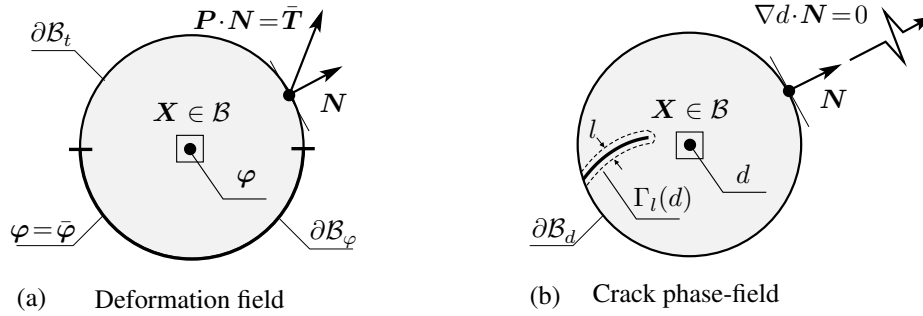 P · N = T̄
∂ℬ_t
N
X ∈ ℬ
φ
φ = φ̄
∂ℬ_φ
(a) Deformation field
∇d · N = 0
N
X ∈ ℬ
l
d
Γ_l(d)
∂ℬ_d
(b) Crack phase-field